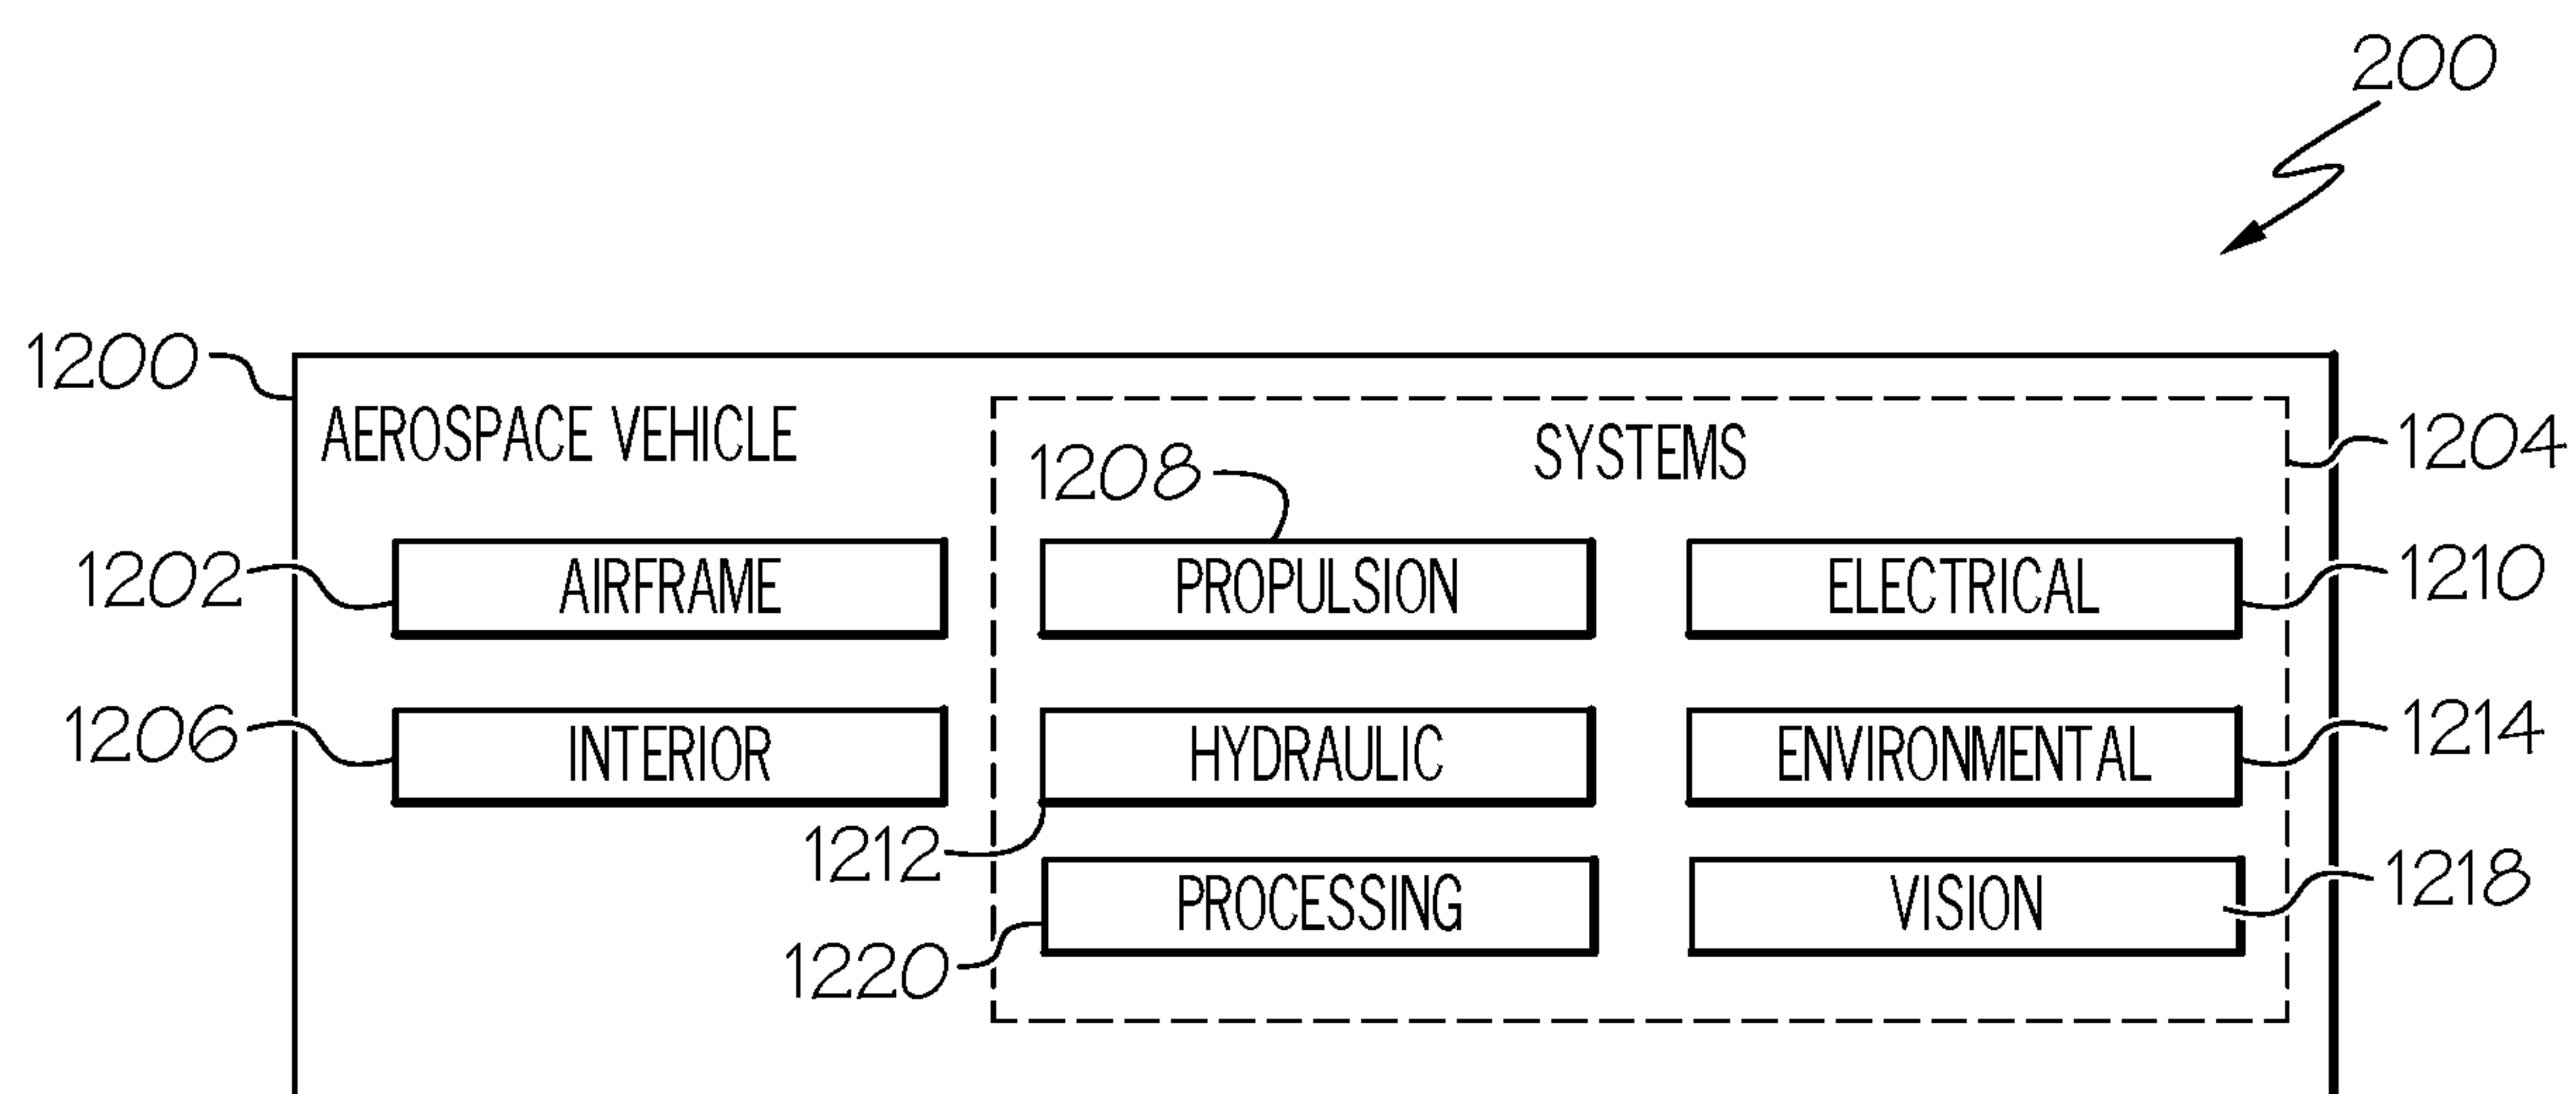 200
1200
AEROSPACE VEHICLE
SYSTEMS
1204
1208
1202
AIRFRAME
PROPULSION
ELECTRICAL
1210
1206
INTERIOR
HYDRAULIC
ENVIRONMENTAL
1214
1212
PROCESSING
VISION
1218
1220